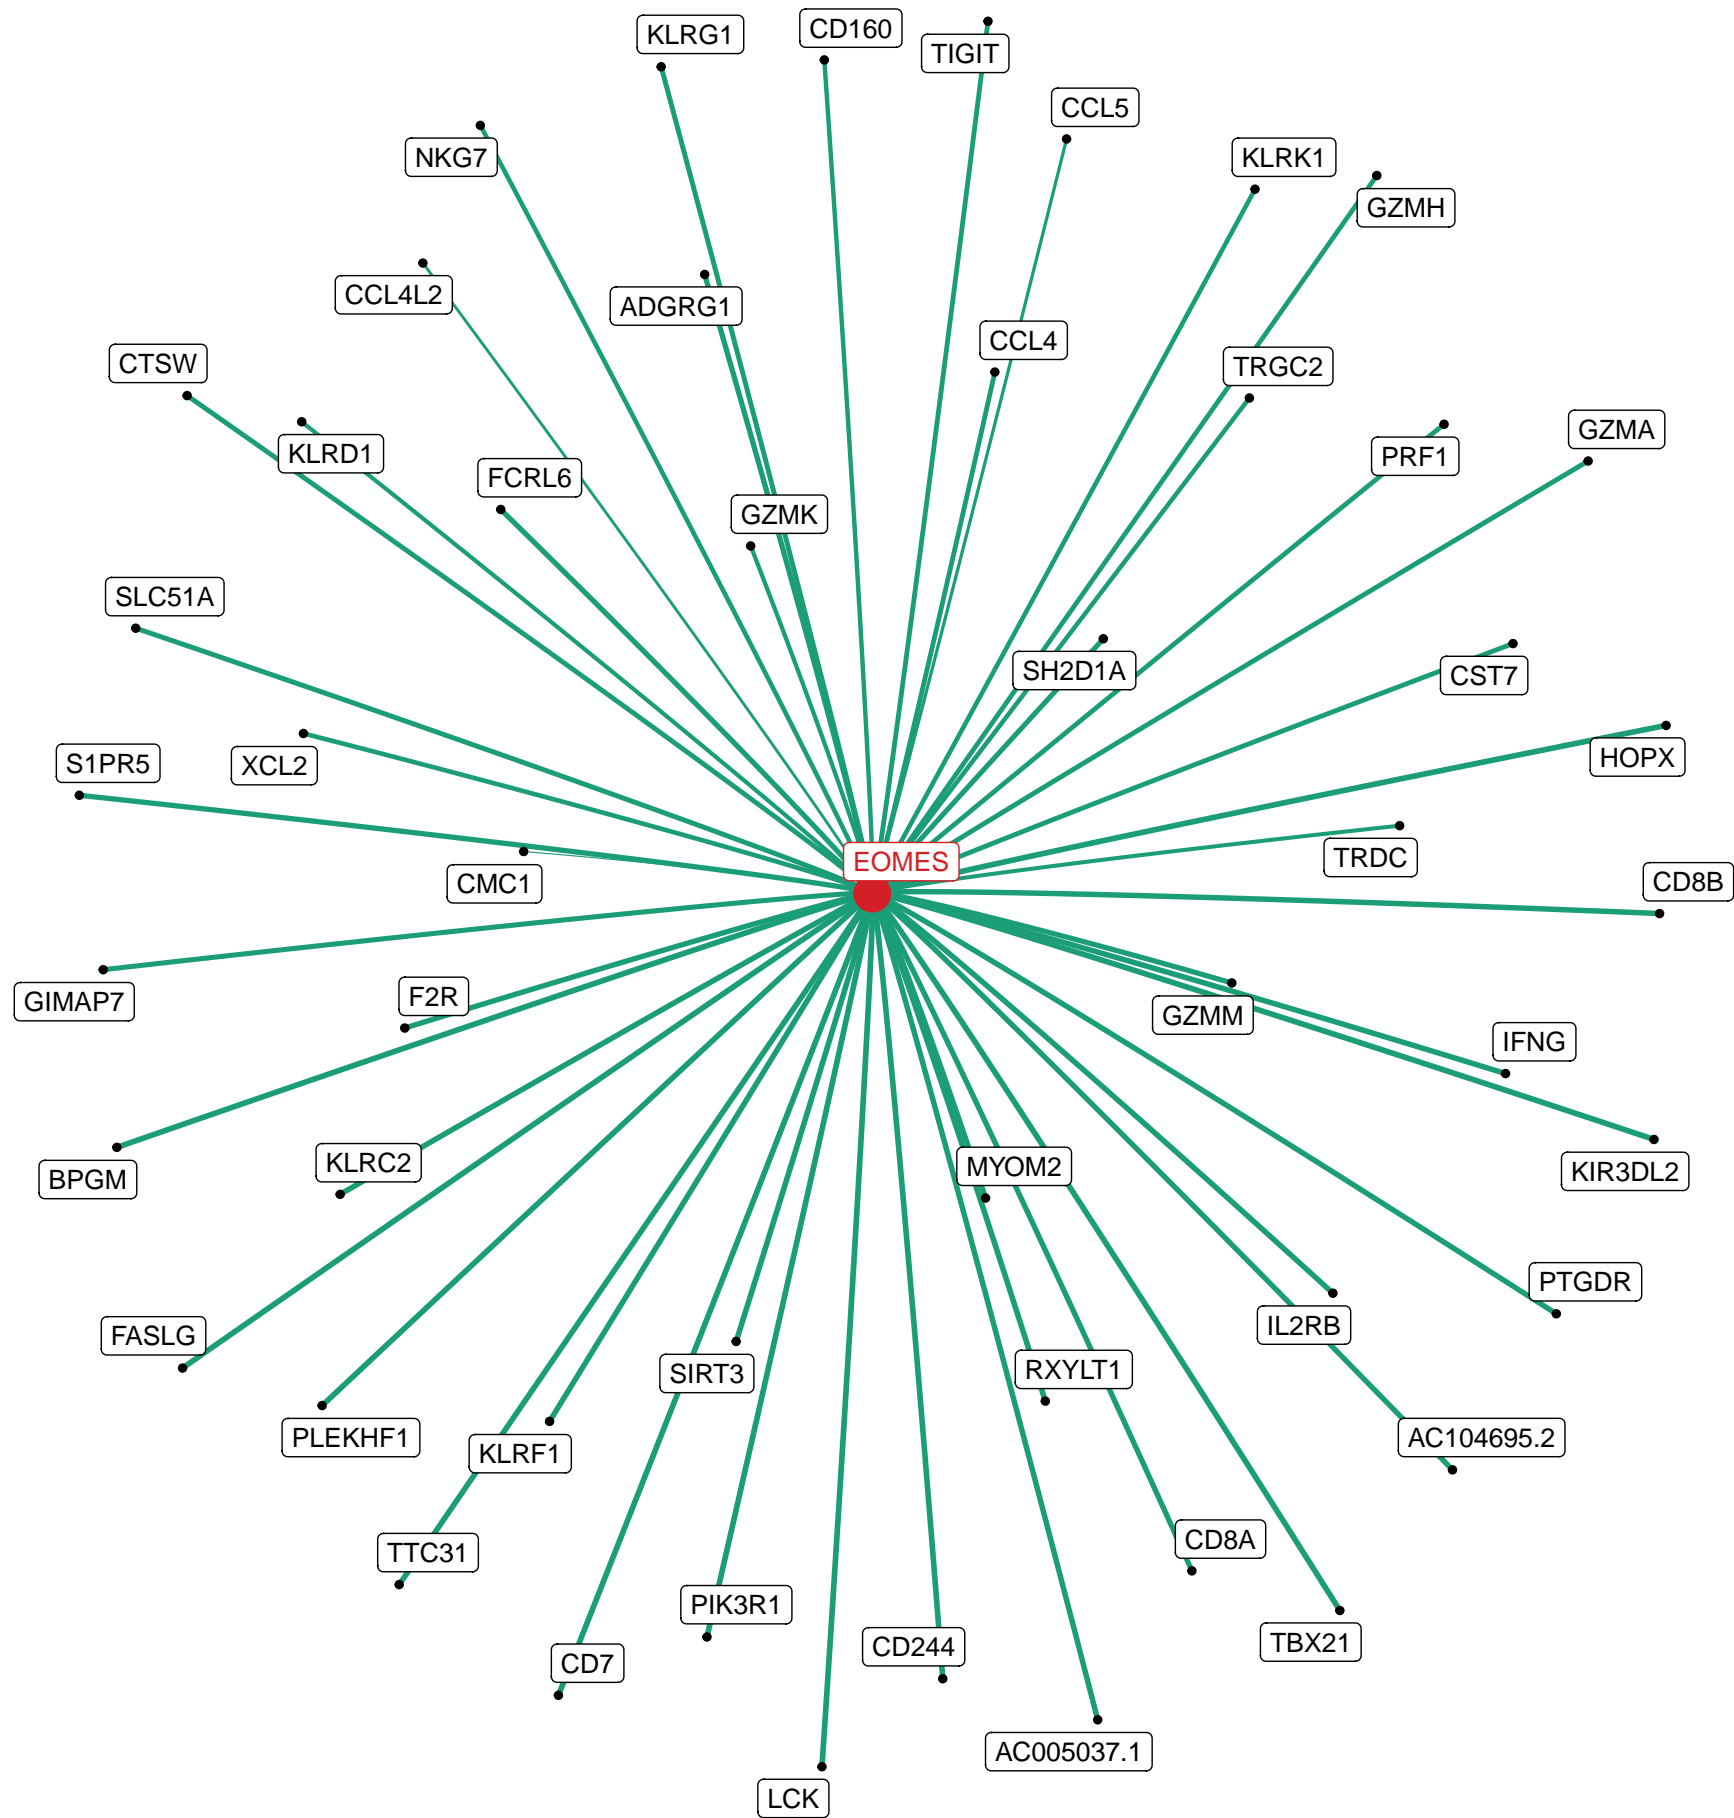 CD160
KLRG1
TIGIT
CCL5
NKG7
KLRK1
GZMH
CCL4L2
ADGRG1
CCL4
CTSW
TRGC2
GZMA
KLRD1
PRF1
FCRL6
GZMK
SLC51A
SH2D1A
CST7
S1PR5
XCL2
HOPX
EOMES
TRDC
CMC1
CD8B
F2R
GIMAP7
GZMM
IFNG
KLRC2
MYOM2
KIR3DL2
BPGM
PTGDR
IL2RB
FASLG
RXYLT1
SIRT3
PLEKHF1
AC104695.2
KLRF1
CD8A
TTC31
PIK3R1
TBX21
CD244
CD7
AC005037.1
LCK